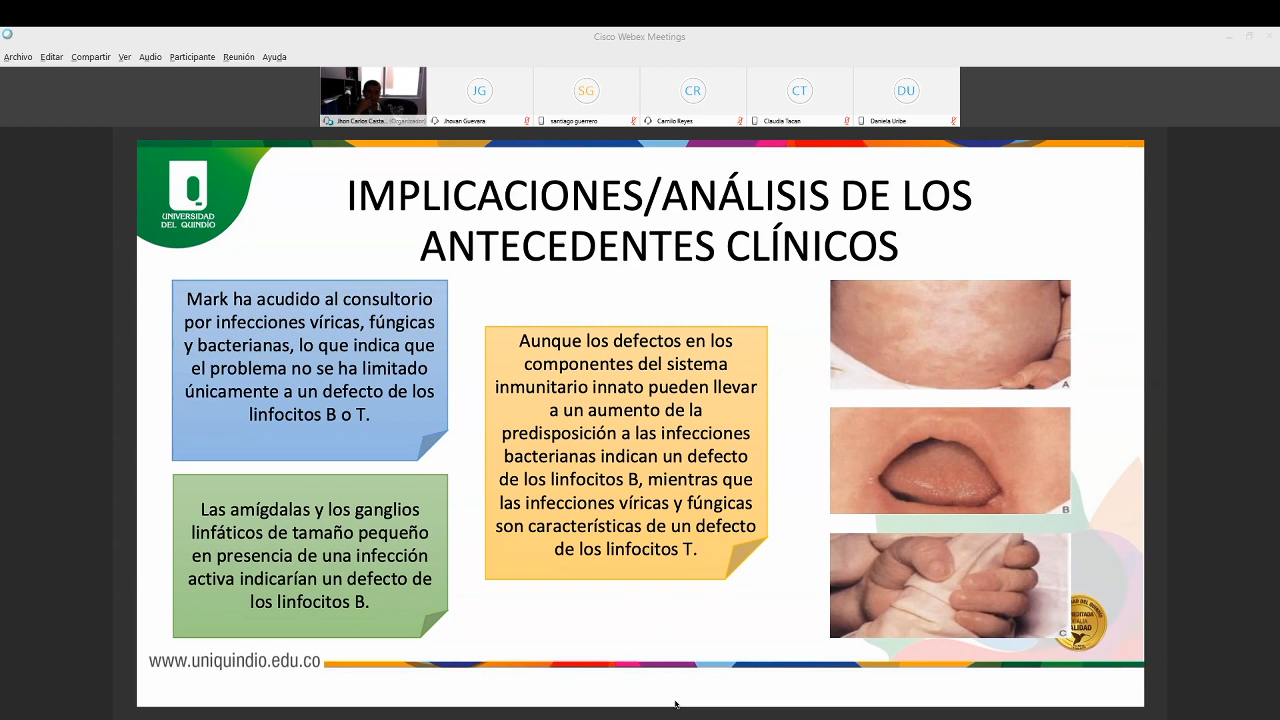 Cisco Webex Meetings
Archivo Editar Compartir Ver Audio Participante Reunión Ayuda
JG
SG
CR
CT
DU
Jhon Carlos Casta... (Organizador)
Jhovan Guevara
santiago guerrero
Camilo Reyes
Claudia Tacan
Daniela Uribe
UNIVERSIDAD
DEL QUINDÍO
IMPLICACIONES/ANÁLISIS DE LOS
ANTECEDENTES CLÍNICOS
Mark ha acudido al consultorio
por infecciones víricas, fúngicas
y bacterianas, lo que indica que
el problema no se ha limitado
únicamente a un defecto de los
linfocitos B o T.
Las amígdalas y los ganglios
linfáticos de tamaño pequeño
en presencia de una infección
activa indicarían un defecto de
los linfocitos B.
Aunque los defectos en los
componentes del sistema
inmunitario innato pueden llevar
a un aumento de la
predisposición a las infecciones
bacterianas indican un defecto
de los linfocitos B, mientras que
las infecciones víricas y fúngicas
son características de un defecto
de los linfocitos T.
A
B
C
www.uniquindio.edu.co